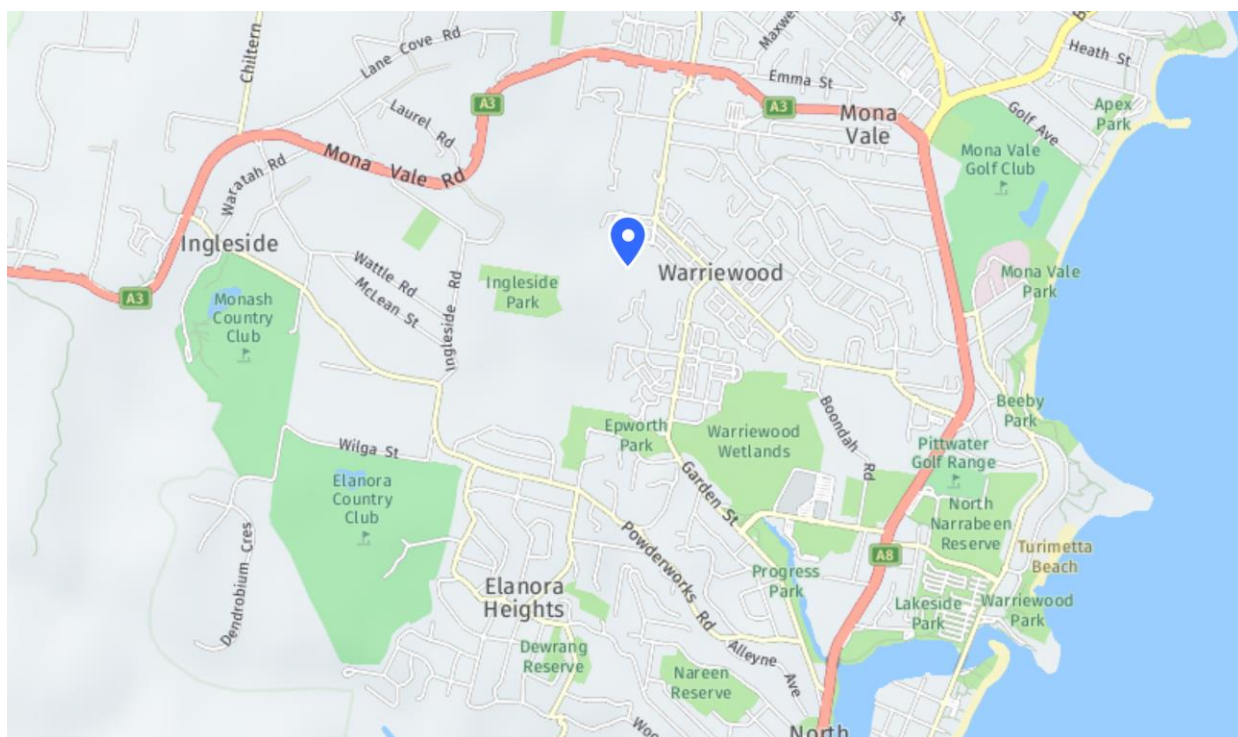 Maxwe
St
B
Lane Cove Rd
Heath St
Chiltern
Emma St
A3
A3
Mona
Vale
Golf Ave
Apex
Park
Laurel Rd
Mona Vale Rd
Mona Vale
Golf Club
Waratah Rd
Ingleside
Warriewood
Mona Vale
Park
Wattle Rd
McLean St
Ingleside
Park
Ingleside Rd
A3
Monash
Country
Club
Boondah Rd
Beeby
Park
Epworth
Park
Warriewood
Wetlands
Pittwater
Golf Range
Wilga St
Elanora
Country
Club
Garden St
North
Narrabeen
Reserve
Powderworks Rd
A8
Turimetta
Beach
Dendrobium Cres
Elanora
Heights
Progress
Park
Lakeside
Park
Warriewood
Park
Dewrang
Reserve
Alleyne Ave
Nareen
Reserve
Woo
North